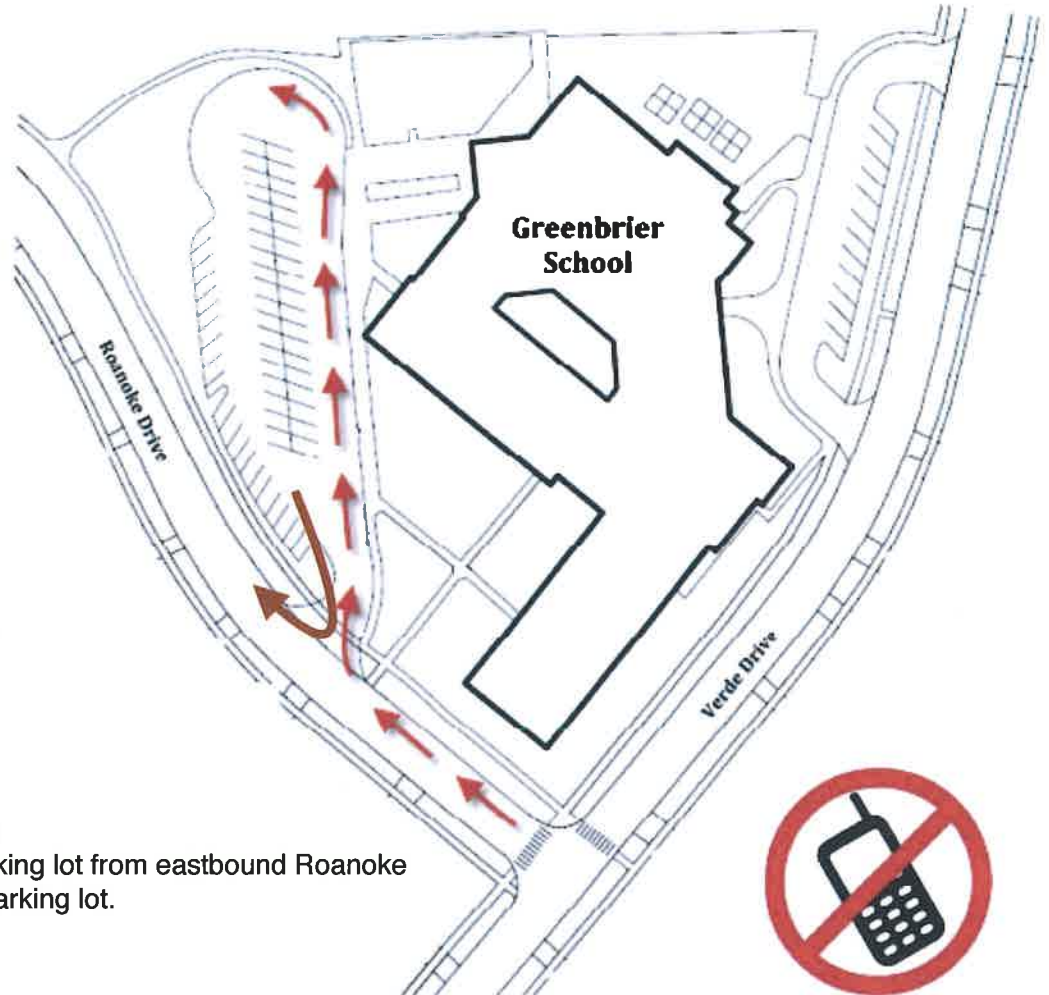 Greenbrier
School
Roanoke Drive
Verde Drive
king lot from eastbound Roanoke
arking lot.